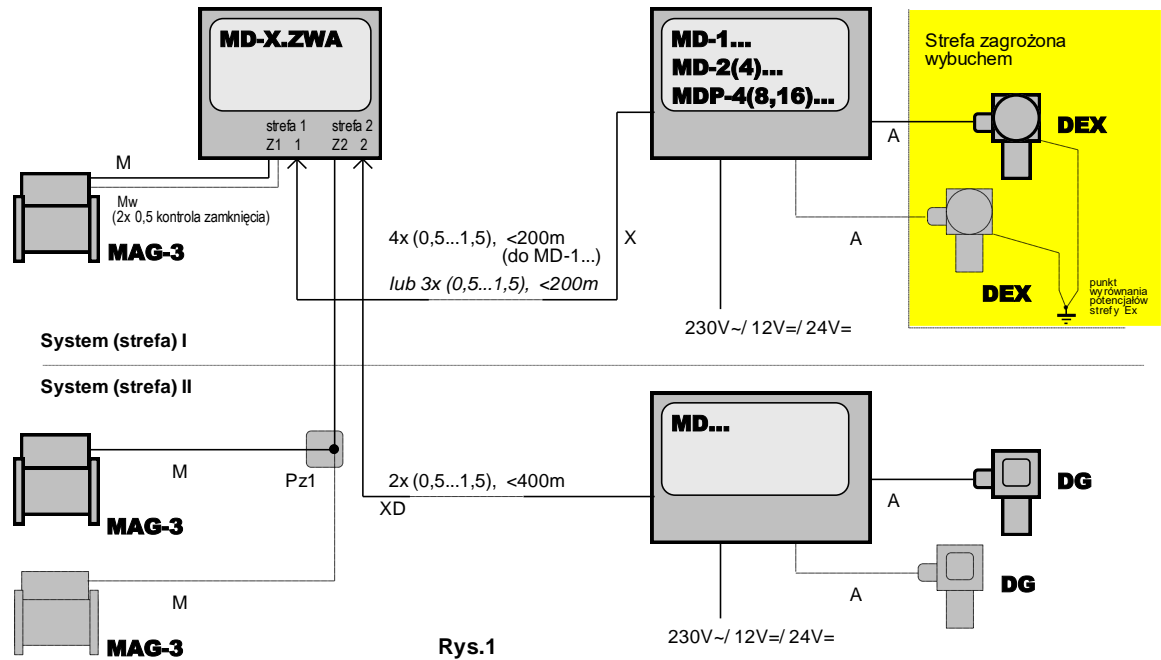 MD-X.ZWA
strefa 1 strefa 2
Z1 1 Z2 2
M
Mw
(2x 0,5 kontrola zamknięcia)
MAG-3
4x (0,5...1,5), <200m
(do MD-1...)
lub 3x (0,5...1,5), <200m
X
MD-1...
MD-2(4)...
MDP-4(8,16)...
A
A
230V~/ 12V=/ 24V=
Strefa zagrożona
wybuchem
DEX
DEX
punkt
wyrównania
potencjałów
strefy Ex
System (strefa) I
System (strefa) II
M
MAG-3
Pz1
M
MAG-3
2x (0,5...1,5), <400m
XD
MD...
A
DG
A
DG
230V~/ 12V=/ 24V=
Rys.1